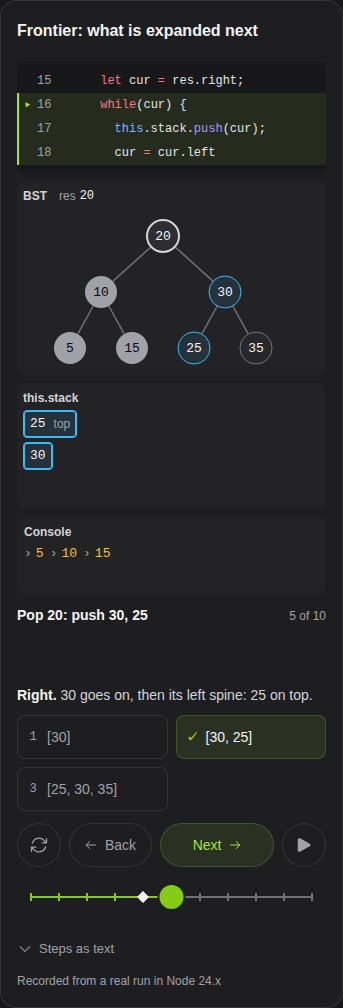 Frontier: what is expanded next
15 let cur = res.right;
▸ 16 while(cur) {
17 this.stack.push(cur);
18 cur = cur.left
BST res 20
20
10 30
5 15 25 35
this.stack
25 top
30
Console
› 5 › 10 › 15
Pop 20: push 30, 25 5 of 10
Right. 30 goes on, then its left spine: 25 on top.
1 [30] ✓ [30, 25]
3 [25, 30, 35]
← Back Next →
Steps as text
Recorded from a real run in Node 24.x